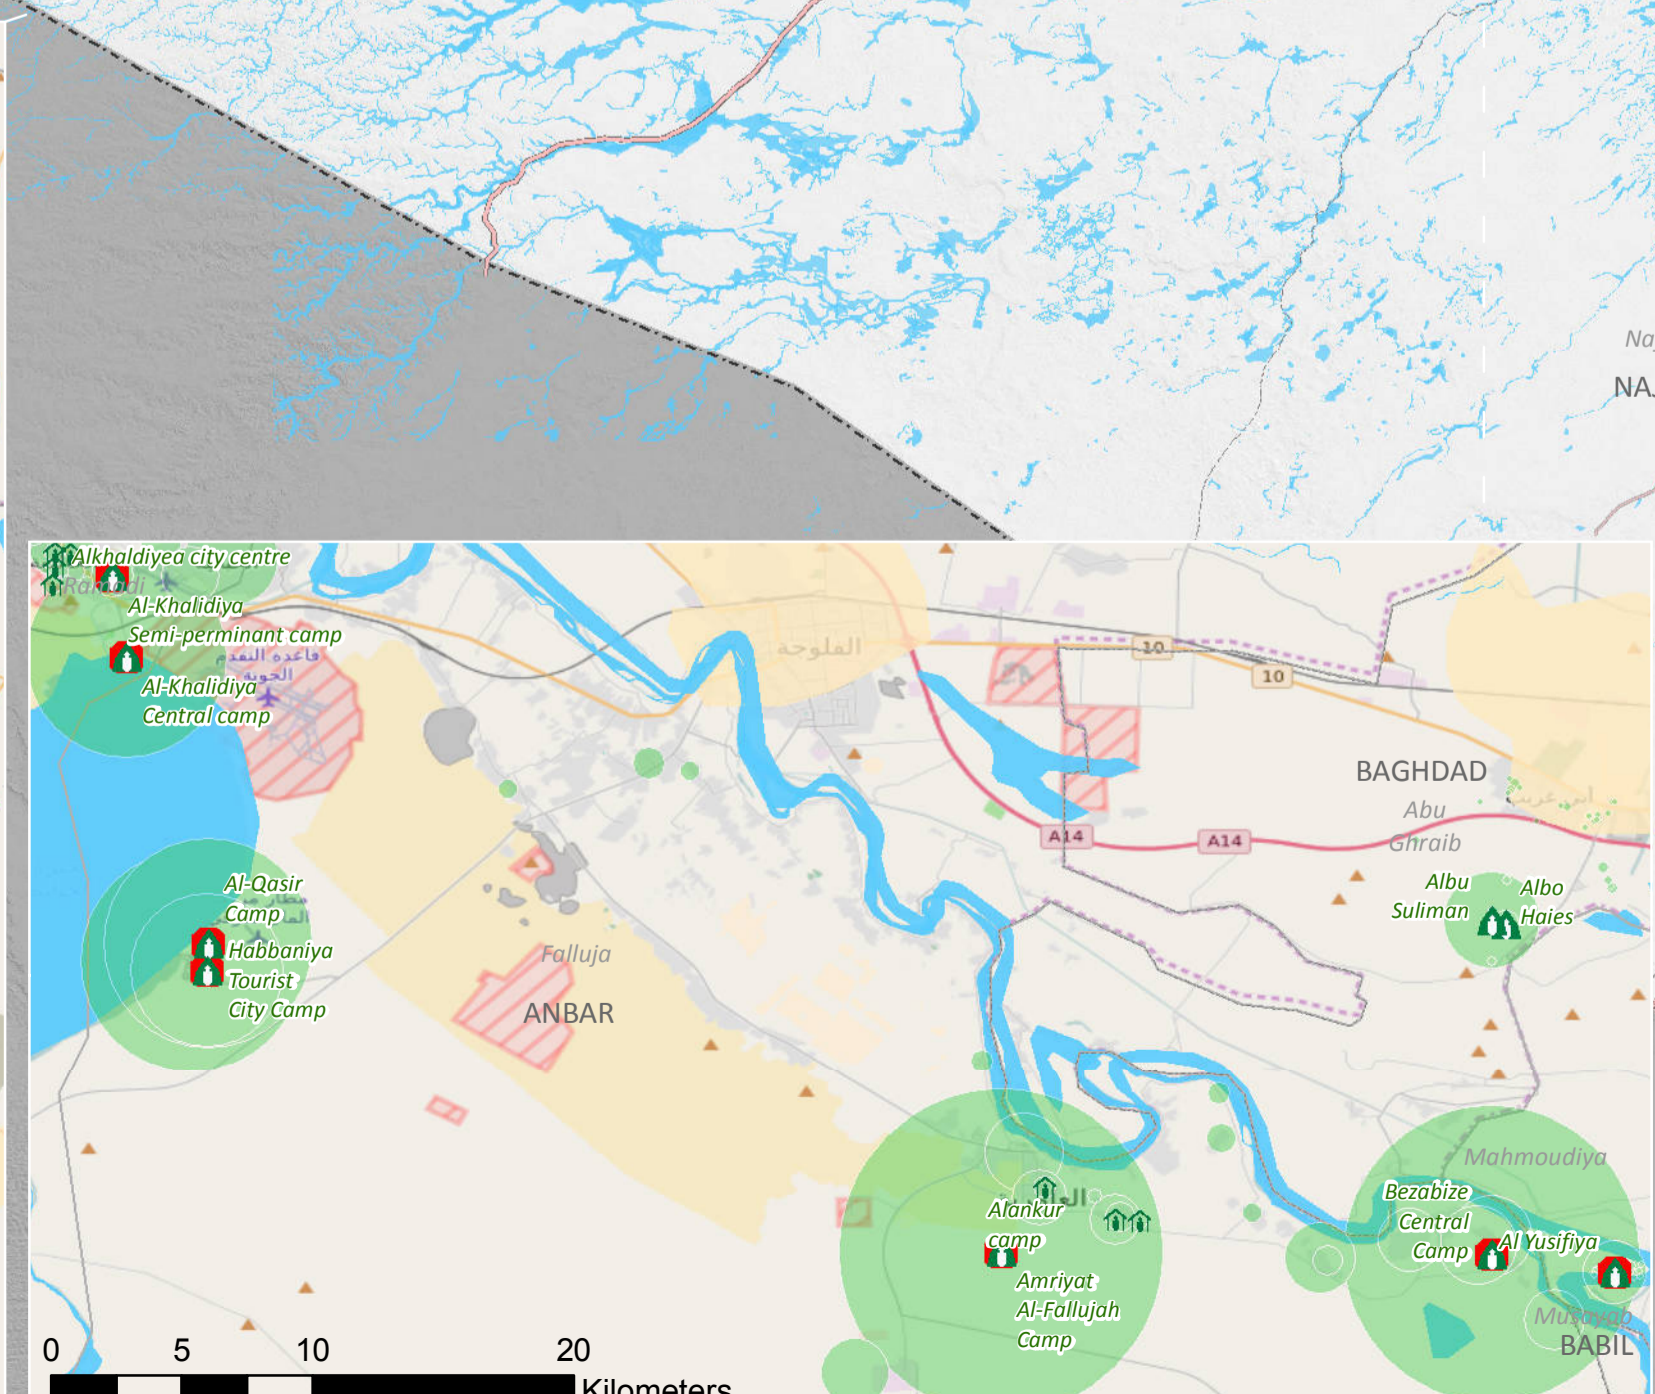 Na
NAJ
Alkhaldiyea city centre
Ramadi
Al-Khalidiya
Semi-perminant camp
قاعدة التقدم
الجوية
Al-Khalidiya
Central camp
الفلوجة
10
10
BAGHDAD
Abu
Ghraib
أبي غريب
A14
A14
Albu
Suliman
Albo
Haies
Al-Qasir
Camp
Habbaniya
Tourist
City Camp
Falluja
ANBAR
Mahmoudiya
Bezabize
Central
Camp
Al Yusifiya
Alankur
camp
Amriyat
Al-Fallujah
Camp
Musayab
BABIL
0
5
10
20
Kilometers